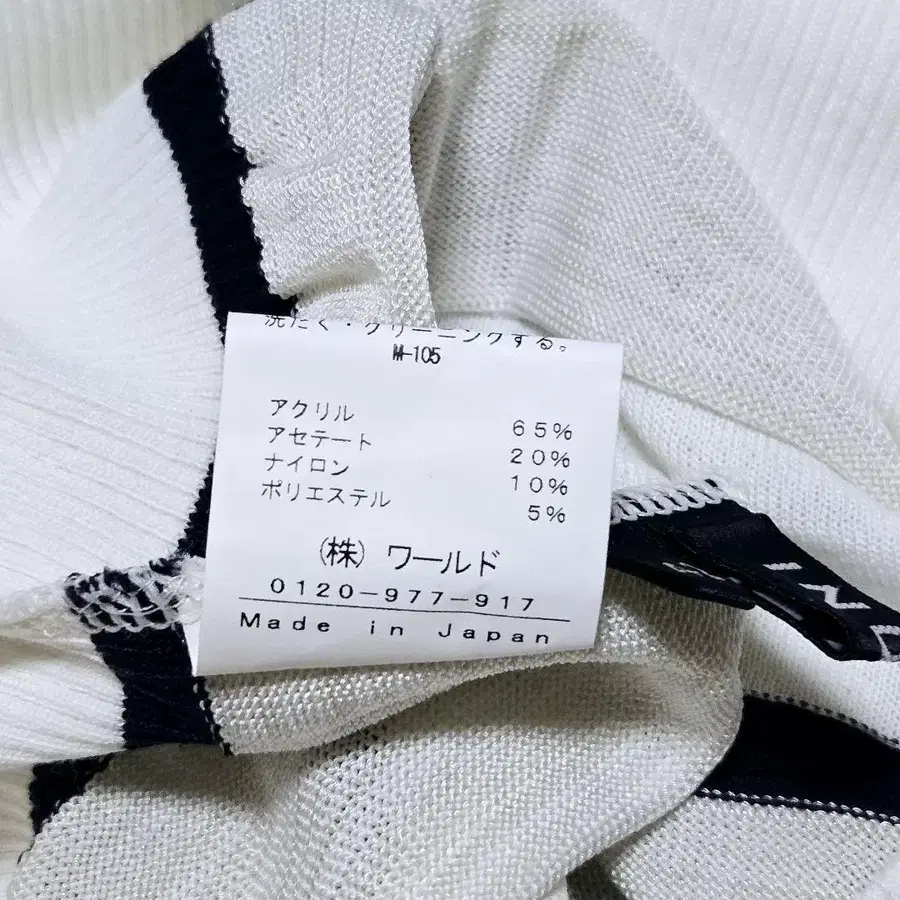 洗たく・クリーニングする。
M-105
アクリル 65%
アセテート 20%
ナイロン 10%
ポリエステル 5%
(株) ワールド
0120-977-917
Made in Japan